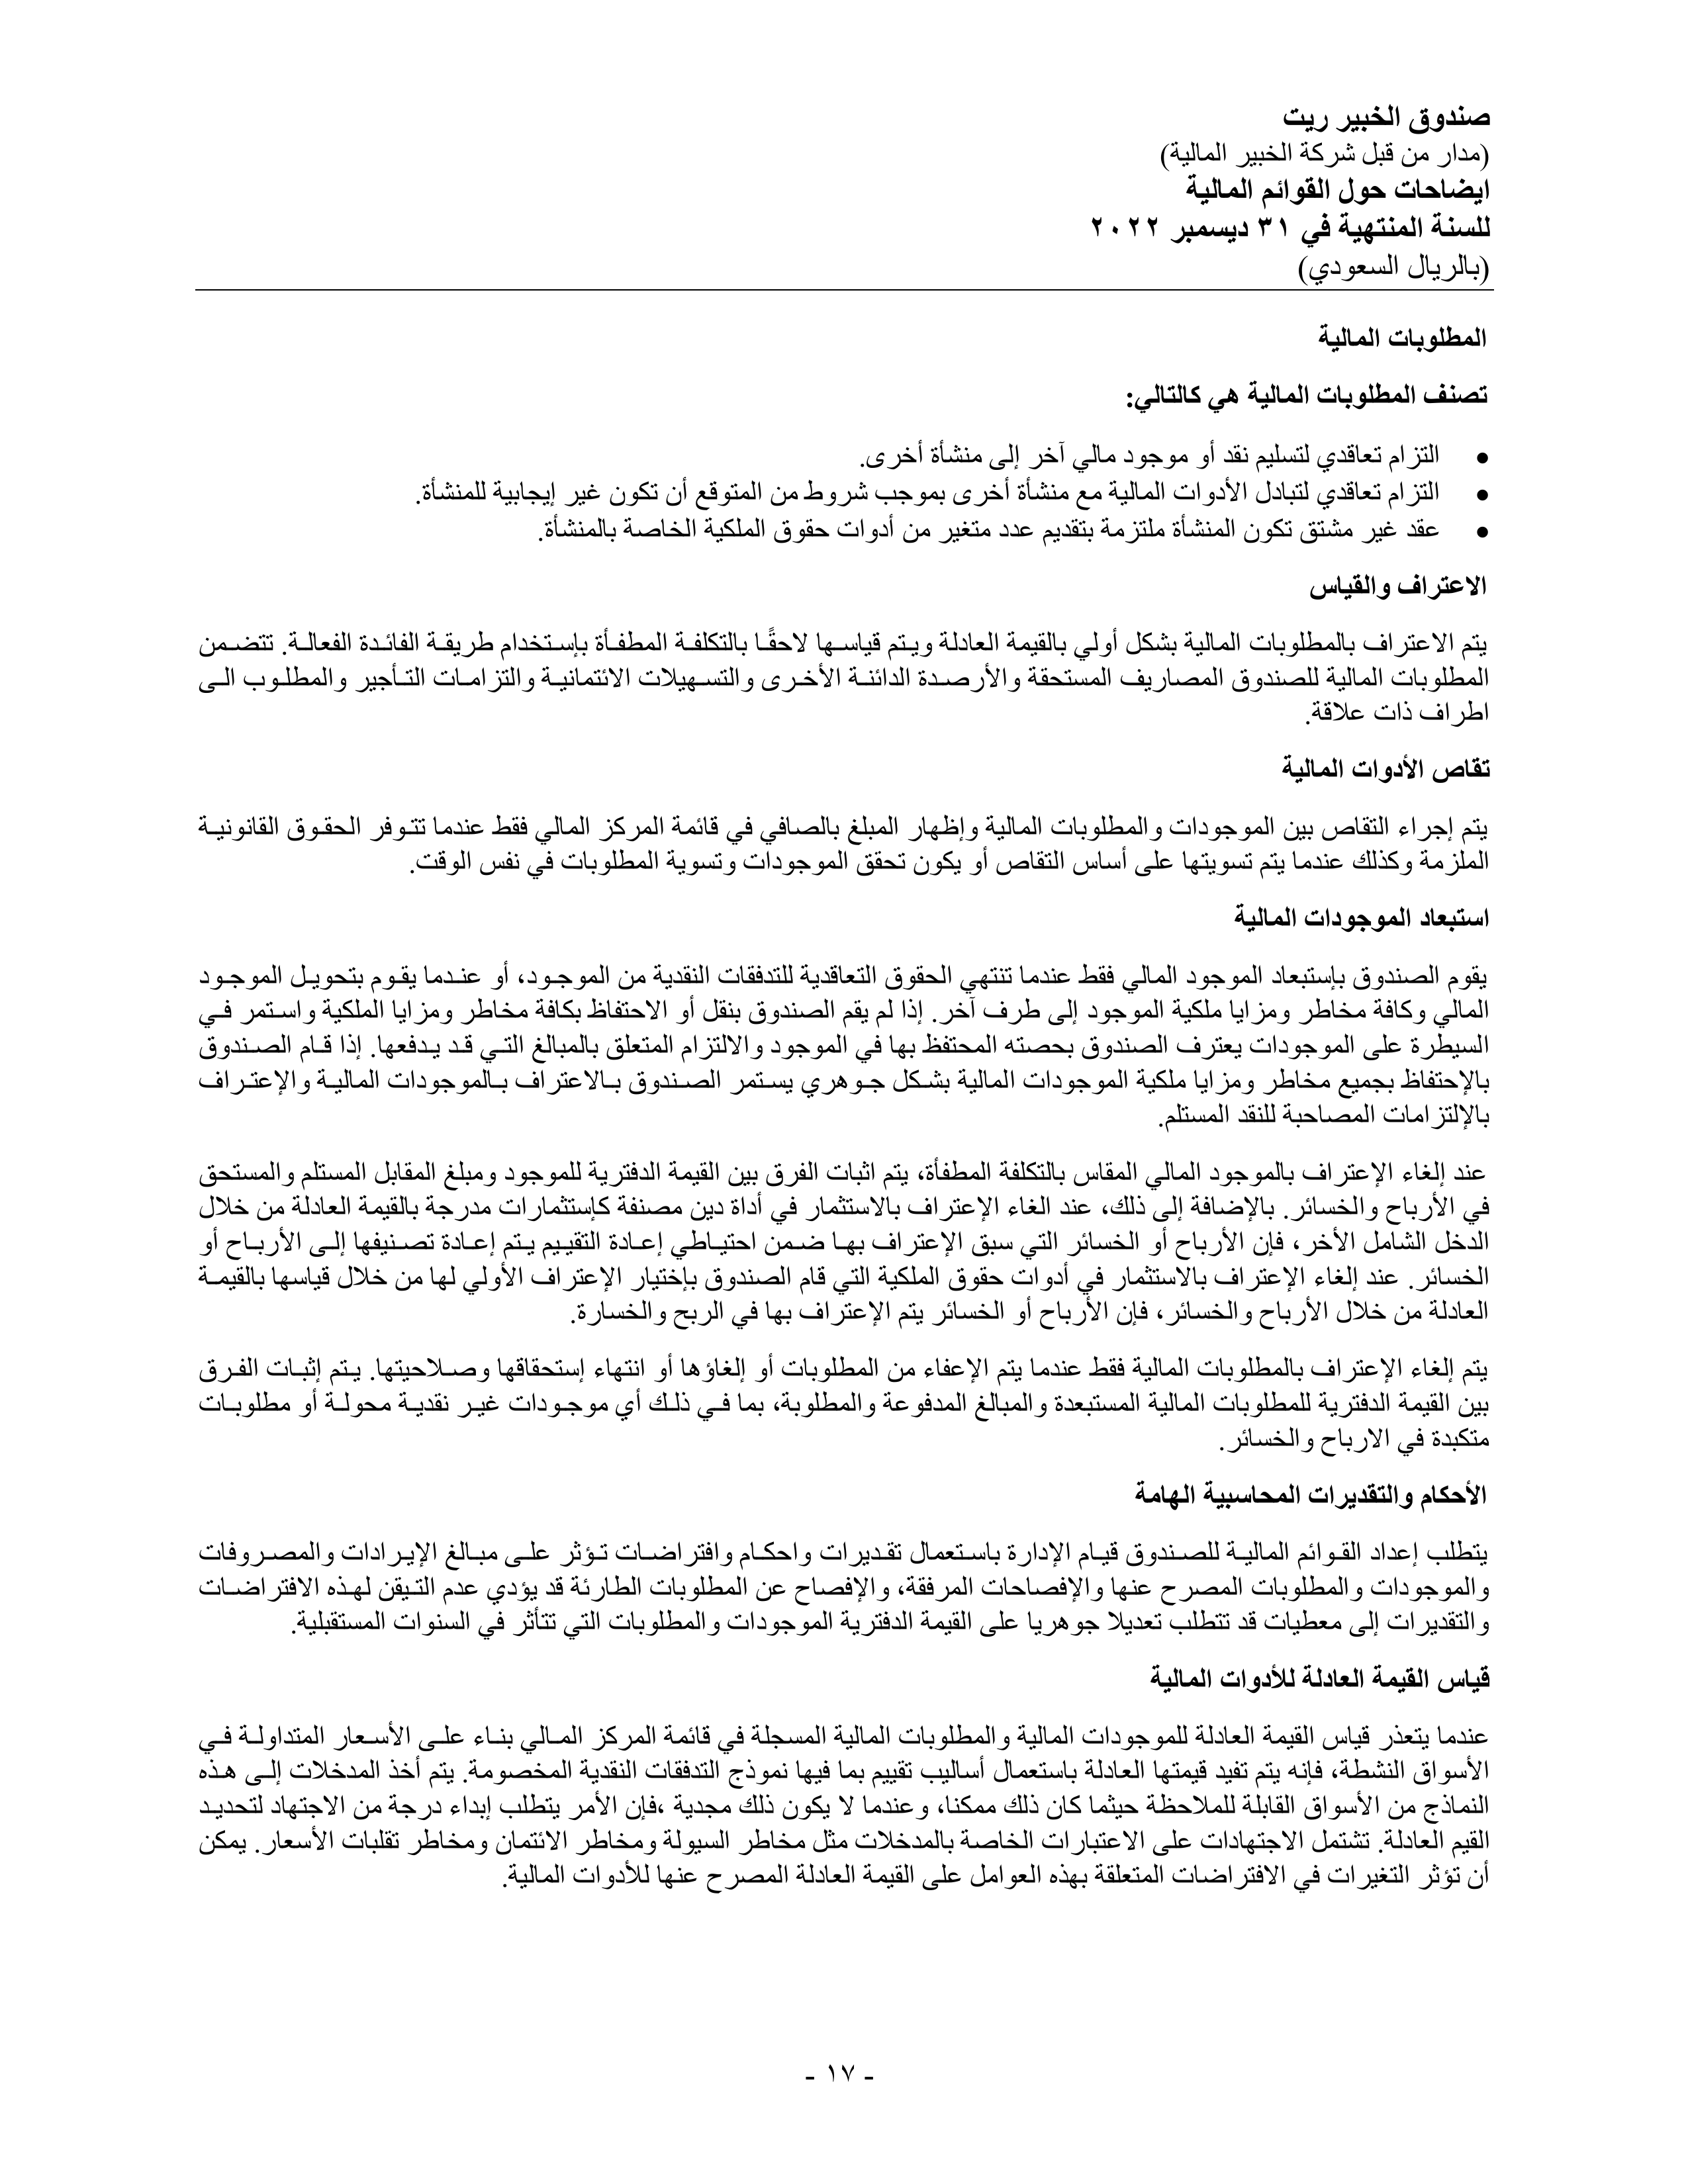 صندوق الخبير ريت
(مدار من قبل شركة الخبير المالية)
ايضاحات حول القوائم المالية
للسنة المنتهية في ٣١ ديسمبر ٢٠٢٢
(بالريال السعودي)
المطلوبات المالية
تصنف المطلوبات المالية هي كالتالي:
• التزام تعاقدي لتسليم نقد أو موجود مالي آخر إلى منشأة أخرى.
• التزام تعاقدي لتبادل الأدوات المالية مع منشأة أخرى بموجب شروط من المتوقع أن تكون غير إيجابية للمنشأة.
• عقد غير مشتق تكون المنشأة ملتزمة بتقديم عدد متغير من أدوات حقوق الملكية الخاصة بالمنشأة.
الاعتراف والقياس
يتم الاعتراف بالمطلوبات المالية بشكل أولي بالقيمة العادلة ويتم قياسها لاحقًا بالتكلفة المطفأة بإستخدام طريقة الفائدة الفعالة. تتضمن
المطلوبات المالية للصندوق المصاريف المستحقة والأرصدة الدائنة الأخرى والتسهيلات الائتمانية والتزامات التأجير والمطلوب الى
اطراف ذات علاقة.
تقاص الأدوات المالية
يتم إجراء التقاص بين الموجودات والمطلوبات المالية وإظهار المبلغ بالصافي في قائمة المركز المالي فقط عندما تتوفر الحقوق القانونية
الملزمة وكذلك عندما يتم تسويتها على أساس التقاص أو يكون تحقق الموجودات وتسوية المطلوبات في نفس الوقت.
استبعاد الموجودات المالية
يقوم الصندوق بإستبعاد الموجود المالي فقط عندما تنتهي الحقوق التعاقدية للتدفقات النقدية من الموجود، أو عندما يقوم بتحويل الموجود
المالي وكافة مخاطر ومزايا ملكية الموجود إلى طرف آخر. إذا لم يقم الصندوق بنقل أو الاحتفاظ بكافة مخاطر ومزايا الملكية واستمر في
السيطرة على الموجودات يعترف الصندوق بحصته المحتفظ بها في الموجود والالتزام المتعلق بالمبالغ التي قد يدفعها. إذا قام الصندوق
بالإحتفاظ بجميع مخاطر ومزايا ملكية الموجودات المالية بشكل جوهري يستمر الصندوق بالاعتراف بالموجودات المالية والإعتراف
بالإلتزامات المصاحبة للنقد المستلم.
عند إلغاء الإعتراف بالموجود المالي المقاس بالتكلفة المطفأة، يتم اثبات الفرق بين القيمة الدفترية للموجود ومبلغ المقابل المستلم والمستحق
في الأرباح والخسائر. بالإضافة إلى ذلك، عند الغاء الإعتراف بالاستثمار في أداة دين مصنفة كإستثمارات مدرجة بالقيمة العادلة من خلال
الدخل الشامل الأخر، فإن الأرباح أو الخسائر التي سبق الإعتراف بها ضمن احتياطي إعادة التقييم يتم إعادة تصنيفها إلى الأرباح أو
الخسائر. عند إلغاء الإعتراف بالاستثمار في أدوات حقوق الملكية التي قام الصندوق بإختيار الإعتراف الأولي لها من خلال قياسها بالقيمة
العادلة من خلال الأرباح والخسائر، فإن الأرباح أو الخسائر يتم الإعتراف بها في الربح والخسارة.
يتم إلغاء الإعتراف بالمطلوبات المالية فقط عندما يتم الإعفاء من المطلوبات أو إلغاؤها أو انتهاء إستحقاقها وصلاحيتها. يتم إثبات الفرق
بين القيمة الدفترية للمطلوبات المالية المستبعدة والمبالغ المدفوعة والمطلوبة، بما في ذلك أي موجودات غير نقدية محولة أو مطلوبات
متكبدة في الارباح والخسائر.
الأحكام والتقديرات المحاسبية الهامة
يتطلب إعداد القوائم المالية للصندوق قيام الإدارة باستعمال تقديرات واحكام وافتراضات تؤثر على مبالغ الإيرادات والمصروفات
والموجودات والمطلوبات المصرح عنها والإفصاحات المرفقة، والإفصاح عن المطلوبات الطارئة قد يؤدي عدم التيقن لهذه الافتراضات
والتقديرات إلى معطيات قد تتطلب تعديلا جوهريا على القيمة الدفترية الموجودات والمطلوبات التي تتأثر في السنوات المستقبلية.
قياس القيمة العادلة للأدوات المالية
عندما يتعذر قياس القيمة العادلة للموجودات المالية والمطلوبات المالية المسجلة في قائمة المركز المالي بناء على الأسعار المتداولة في
الأسواق النشطة، فإنه يتم تفيد قيمتها العادلة باستعمال أساليب تقييم بما فيها نموذج التدفقات النقدية المخصومة. يتم أخذ المدخلات إلى هذه
النماذج من الأسواق القابلة للملاحظة حيثما كان ذلك ممكنا، وعندما لا يكون ذلك مجدية ،فإن الأمر يتطلب إبداء درجة من الاجتهاد لتحديد
القيم العادلة. تشتمل الاجتهادات على الاعتبارات الخاصة بالمدخلات مثل مخاطر السيولة ومخاطر الائتمان ومخاطر تقلبات الأسعار. يمكن
أن تؤثر التغيرات في الافتراضات المتعلقة بهذه العوامل على القيمة العادلة المصرح عنها للأدوات المالية.
- ١٧ -